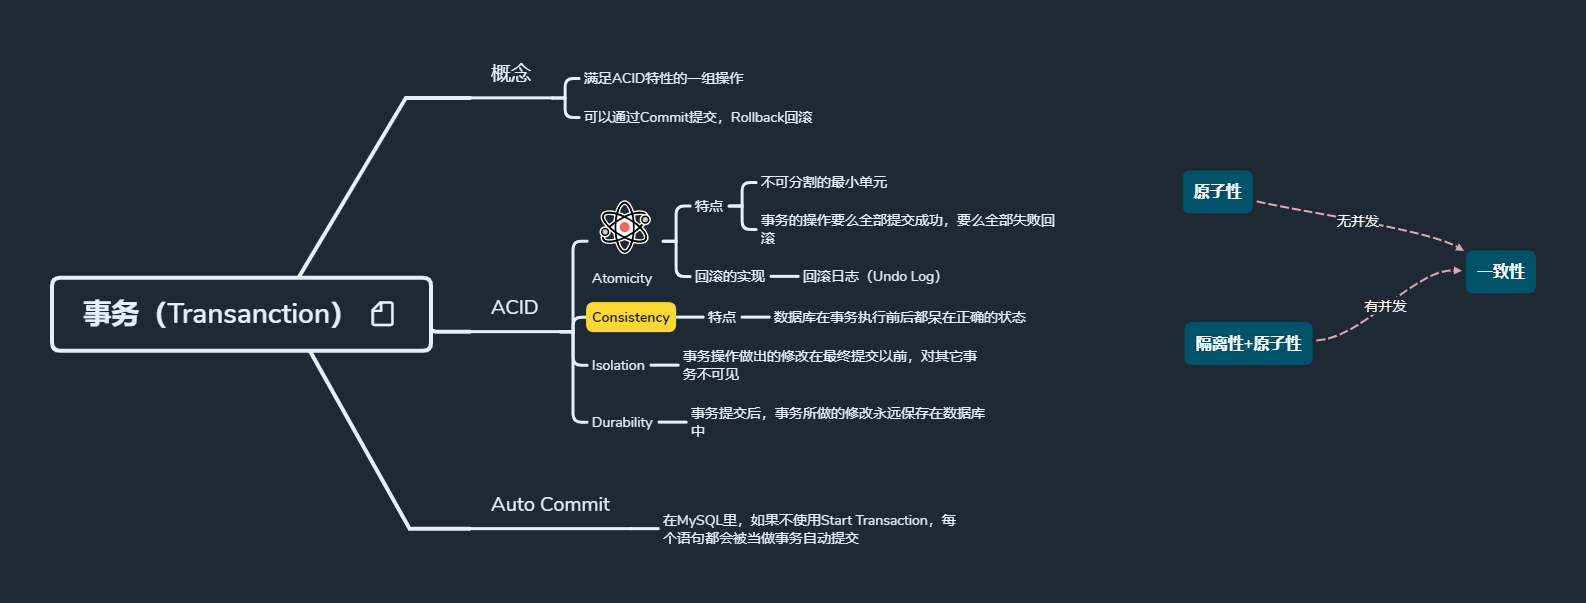 事务（Transanction）
概念
满足ACID特性的一组操作
可以通过Commit提交，Rollback回滚
ACID
Atomicity
特点
不可分割的最小单元
事务的操作要么全部提交成功，要么全部失败回
滚
回滚的实现
回滚日志（Undo Log）
Consistency
特点
数据库在事务执行前后都呆在正确的状态
Isolation
事务操作做出的修改在最终提交以前，对其它事
务不可见
Durability
事务提交后，事务所做的修改永远保存在数据库
中
Auto Commit
在MySQL里，如果不使用Start Transaction，每
个语句都会被当做事务自动提交
原子性
无并发
一致性
有并发
隔离性+原子性